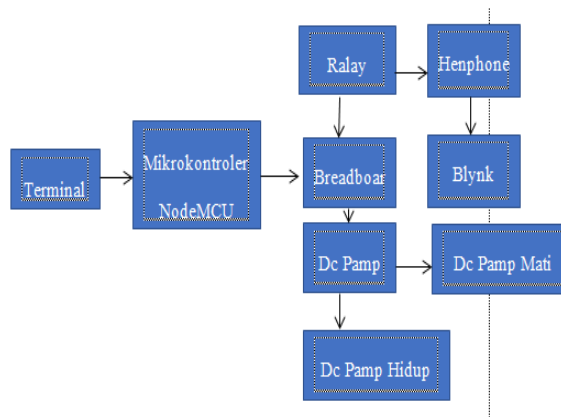 Ralay
Henphone
Terminal
Mikrokontroler
NodeMCU
Breadboar
Blynk
Dc Pamp
Dc Pamp Mati
Dc Pamp Hidup